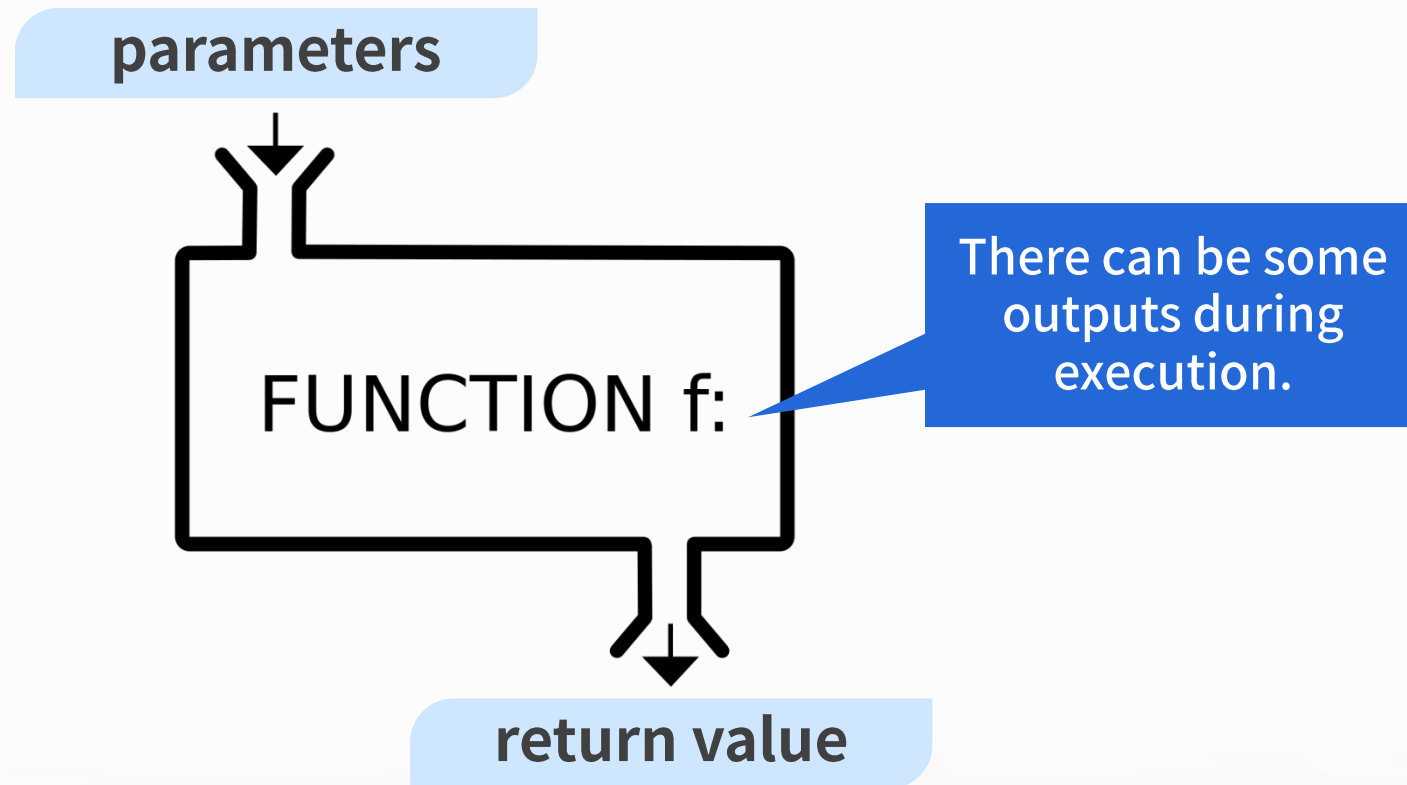 parameters
FUNCTION f:
There can be some
outputs during
execution.
return value